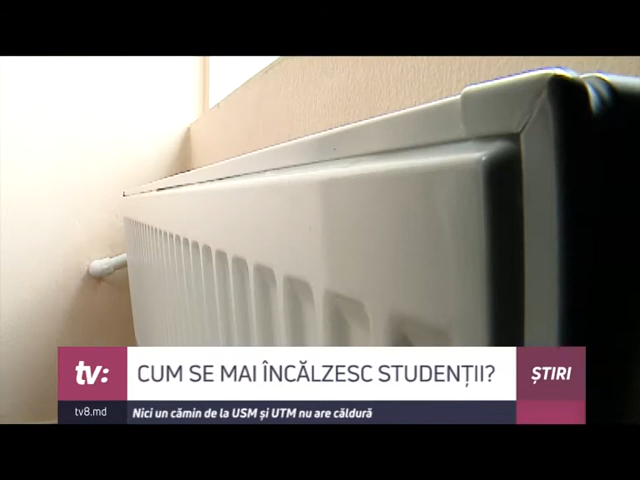 tv:
CUM SE MAI ÎNCĂLZESC STUDENȚII?
ȘTIRI
tv8.md
Nici un cămin de la USM și UTM nu are căldură